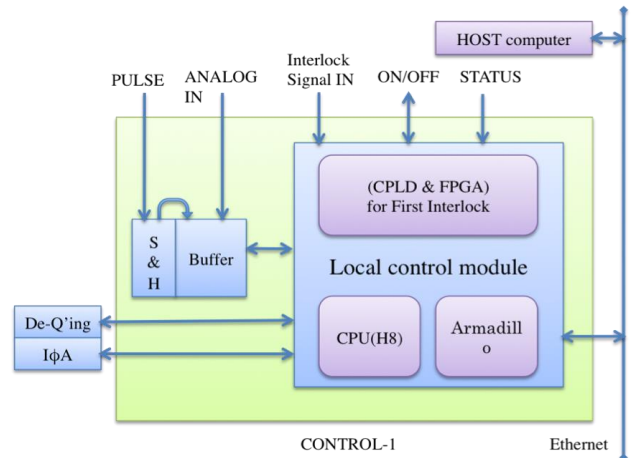 HOST computer
Interlock
Signal IN
ON/OFF
STATUS
PULSE
ANALOG
IN
(CPLD & FPGA)
for First Interlock
S
&
H
Buffer
Local control module
De-Q'ing
IϕA
CPU(H8)
Armadill
o
CONTROL-1
Ethernet